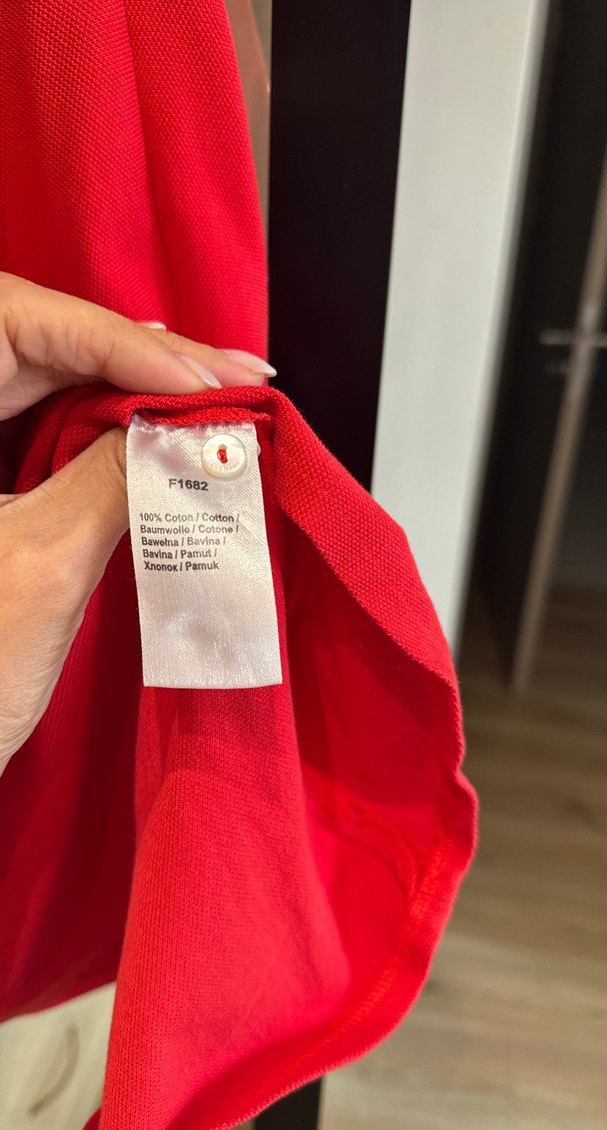 F1682
100% Coton / Cotton /
Baumwolle / Cotone /
Bawełna / Bavlna /
Bavlna / Pamut /
Хлопок / Pamuk